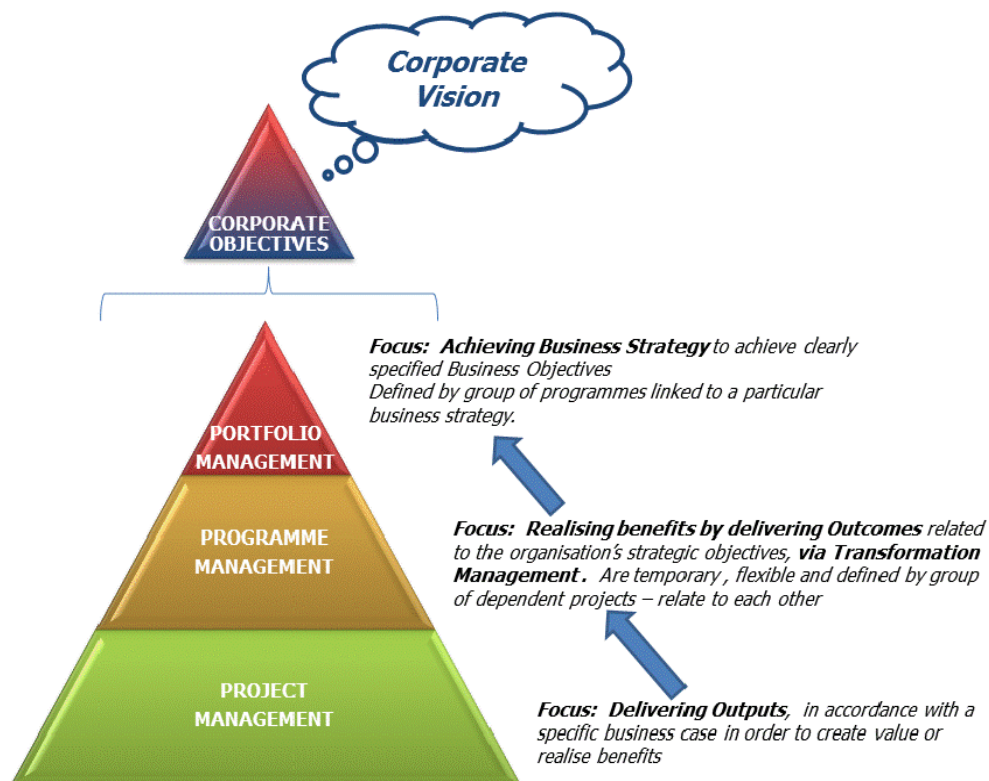 Corporate
Vision
CORPORATE
OBJECTIVES
Focus: Achieving Business Strategy to achieve clearly
specified Business Objectives
Defined by group of programmes linked to a particular
business strategy.
PORTFOLIO
MANAGEMENT
Focus: Realising benefits by delivering Outcomes related
to the organisation's strategic objectives, via Transformation
Management. Are temporary, flexible and defined by group
of dependent projects – relate to each other
PROGRAMME
MANAGEMENT
PROJECT
MANAGEMENT
Focus: Delivering Outputs, in accordance with a
specific business case in order to create value or
realise benefits